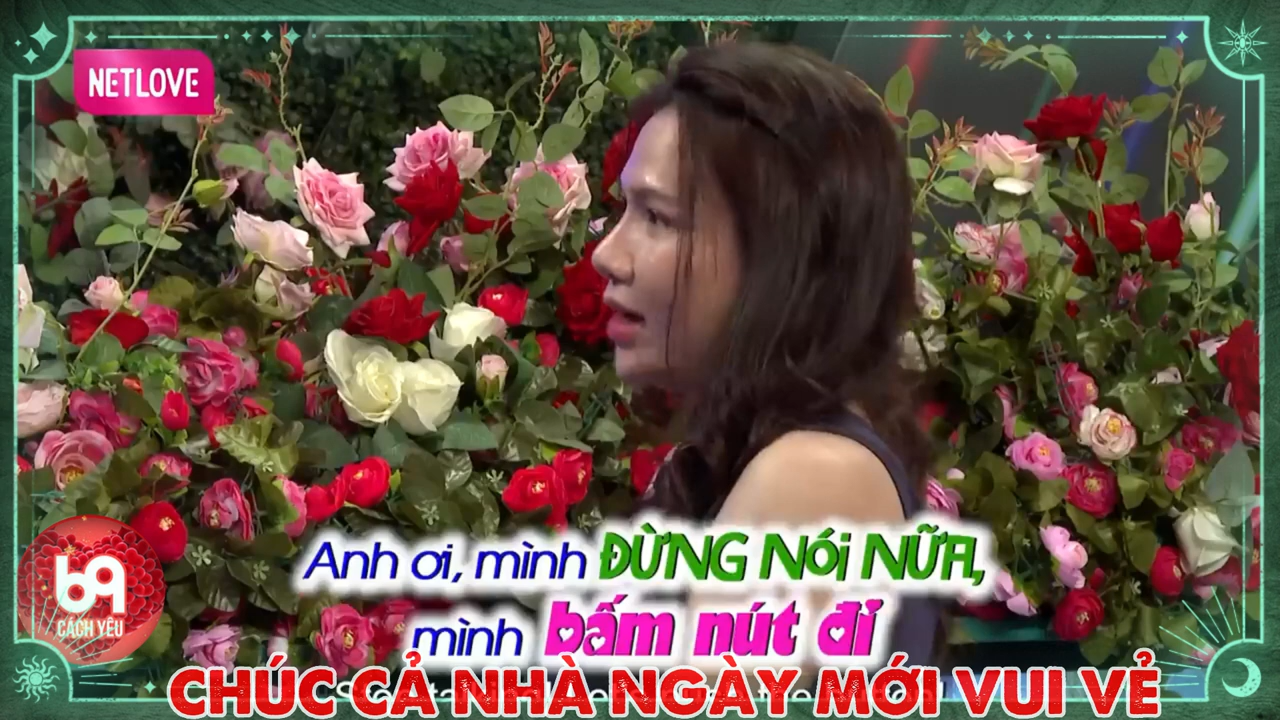 NETLOVE
Anh ơi, mình ĐỪNG NÓI NỮA,
mình bấm nút đi
69
CÁCH YÊU
CHÚC CẢ NHÀ NGÀY MỚI VUI VẺ